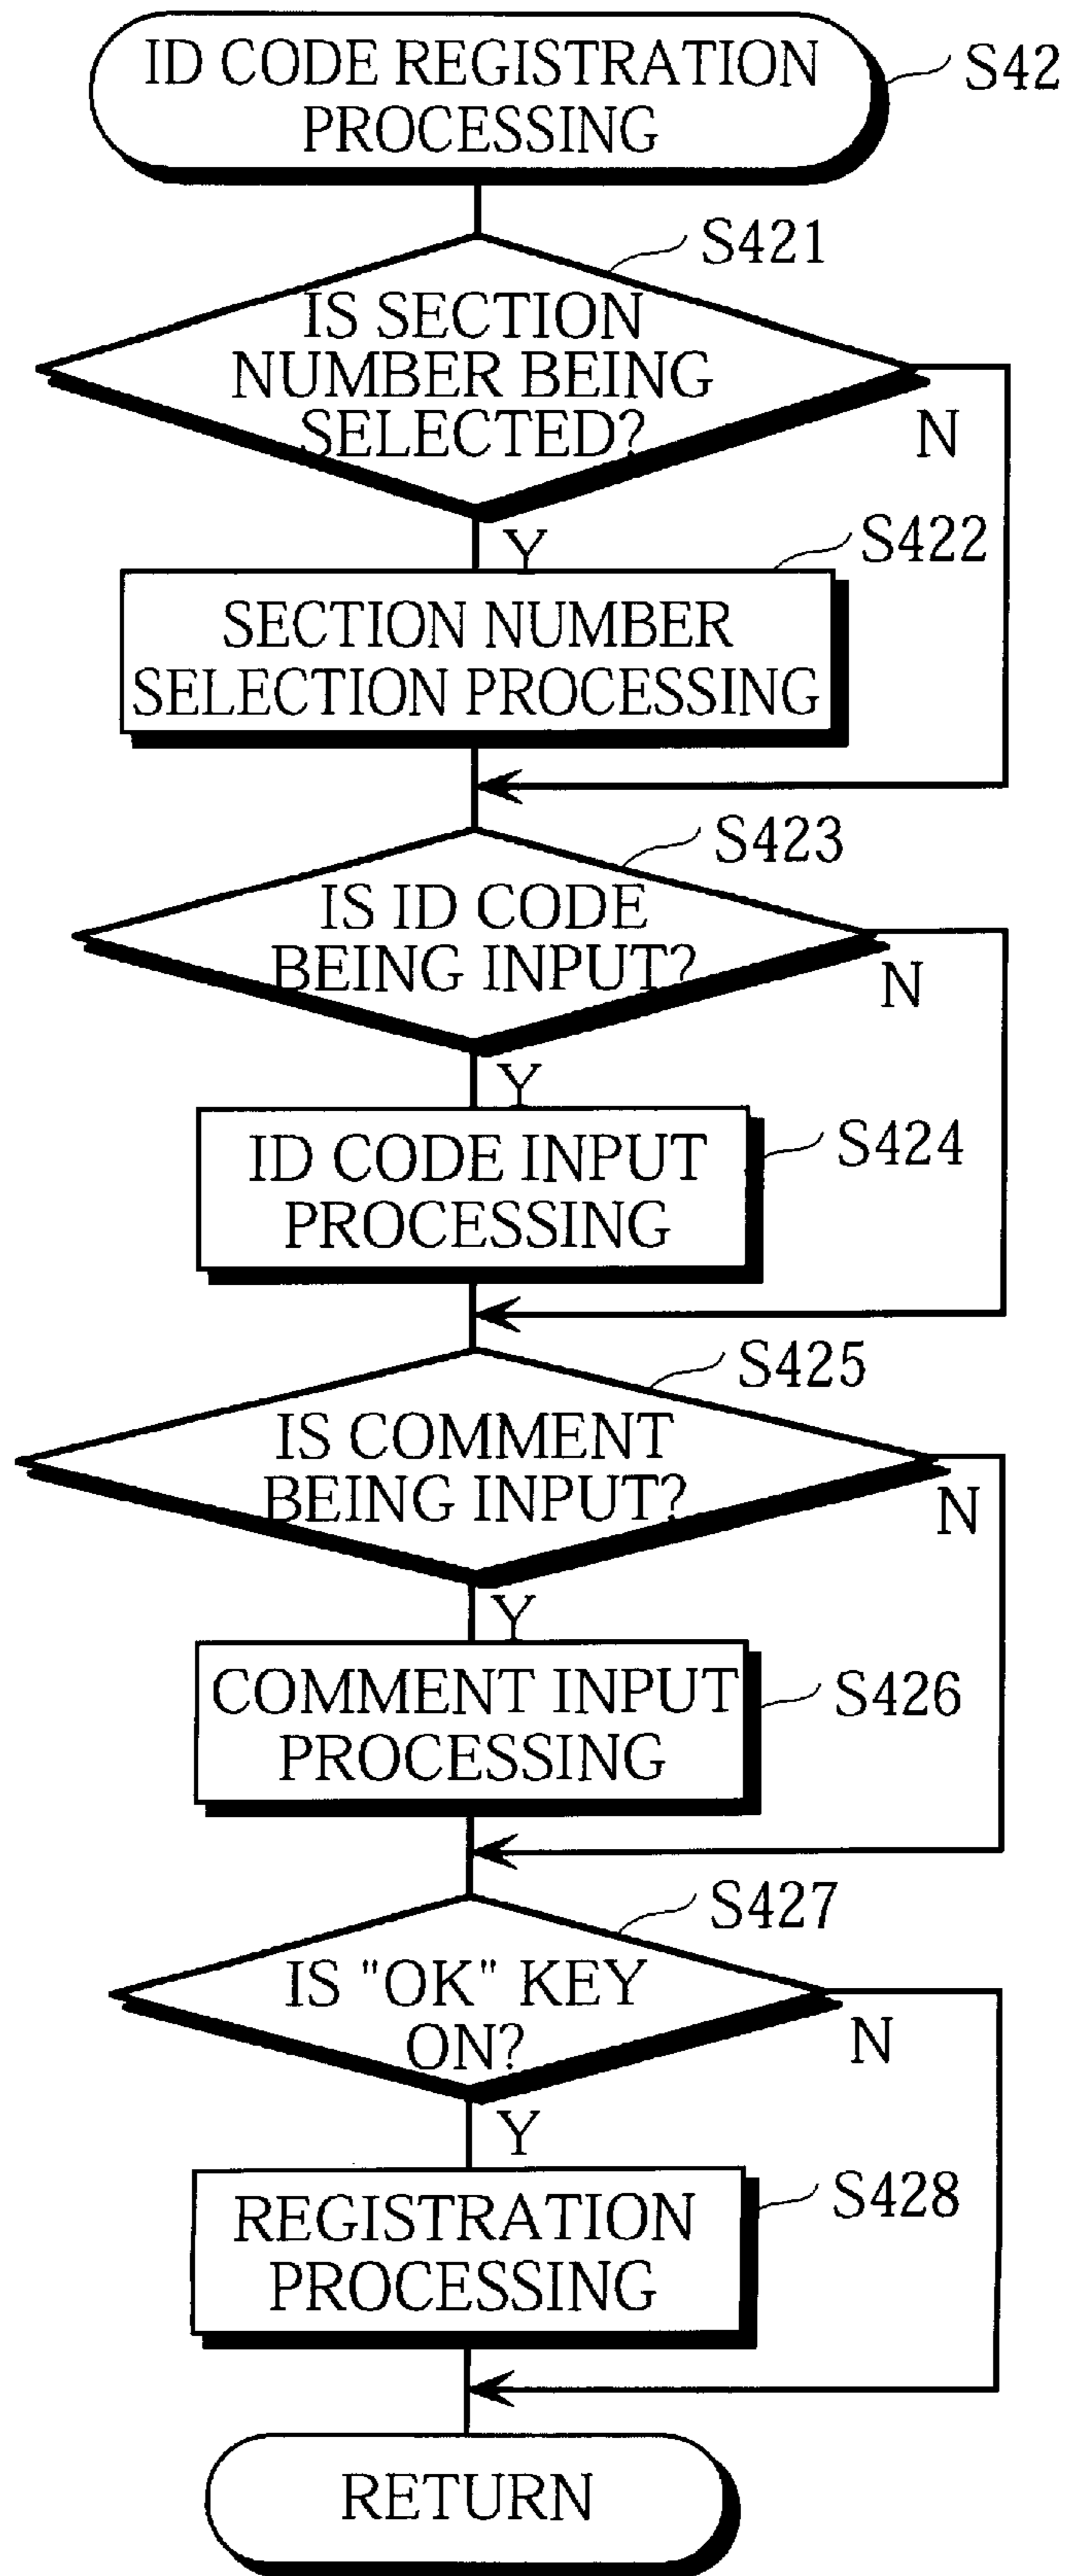 ID CODE REGISTRATION
PROCESSING
S42
S421
IS SECTION
NUMBER BEING
SELECTED?
N
Y
S422
SECTION NUMBER
SELECTION PROCESSING
S423
IS ID CODE
BEING INPUT?
N
Y
S424
ID CODE INPUT
PROCESSING
S425
IS COMMENT
BEING INPUT?
N
Y
S426
COMMENT INPUT
PROCESSING
S427
IS "OK" KEY
ON?
N
Y
S428
REGISTRATION
PROCESSING
RETURN